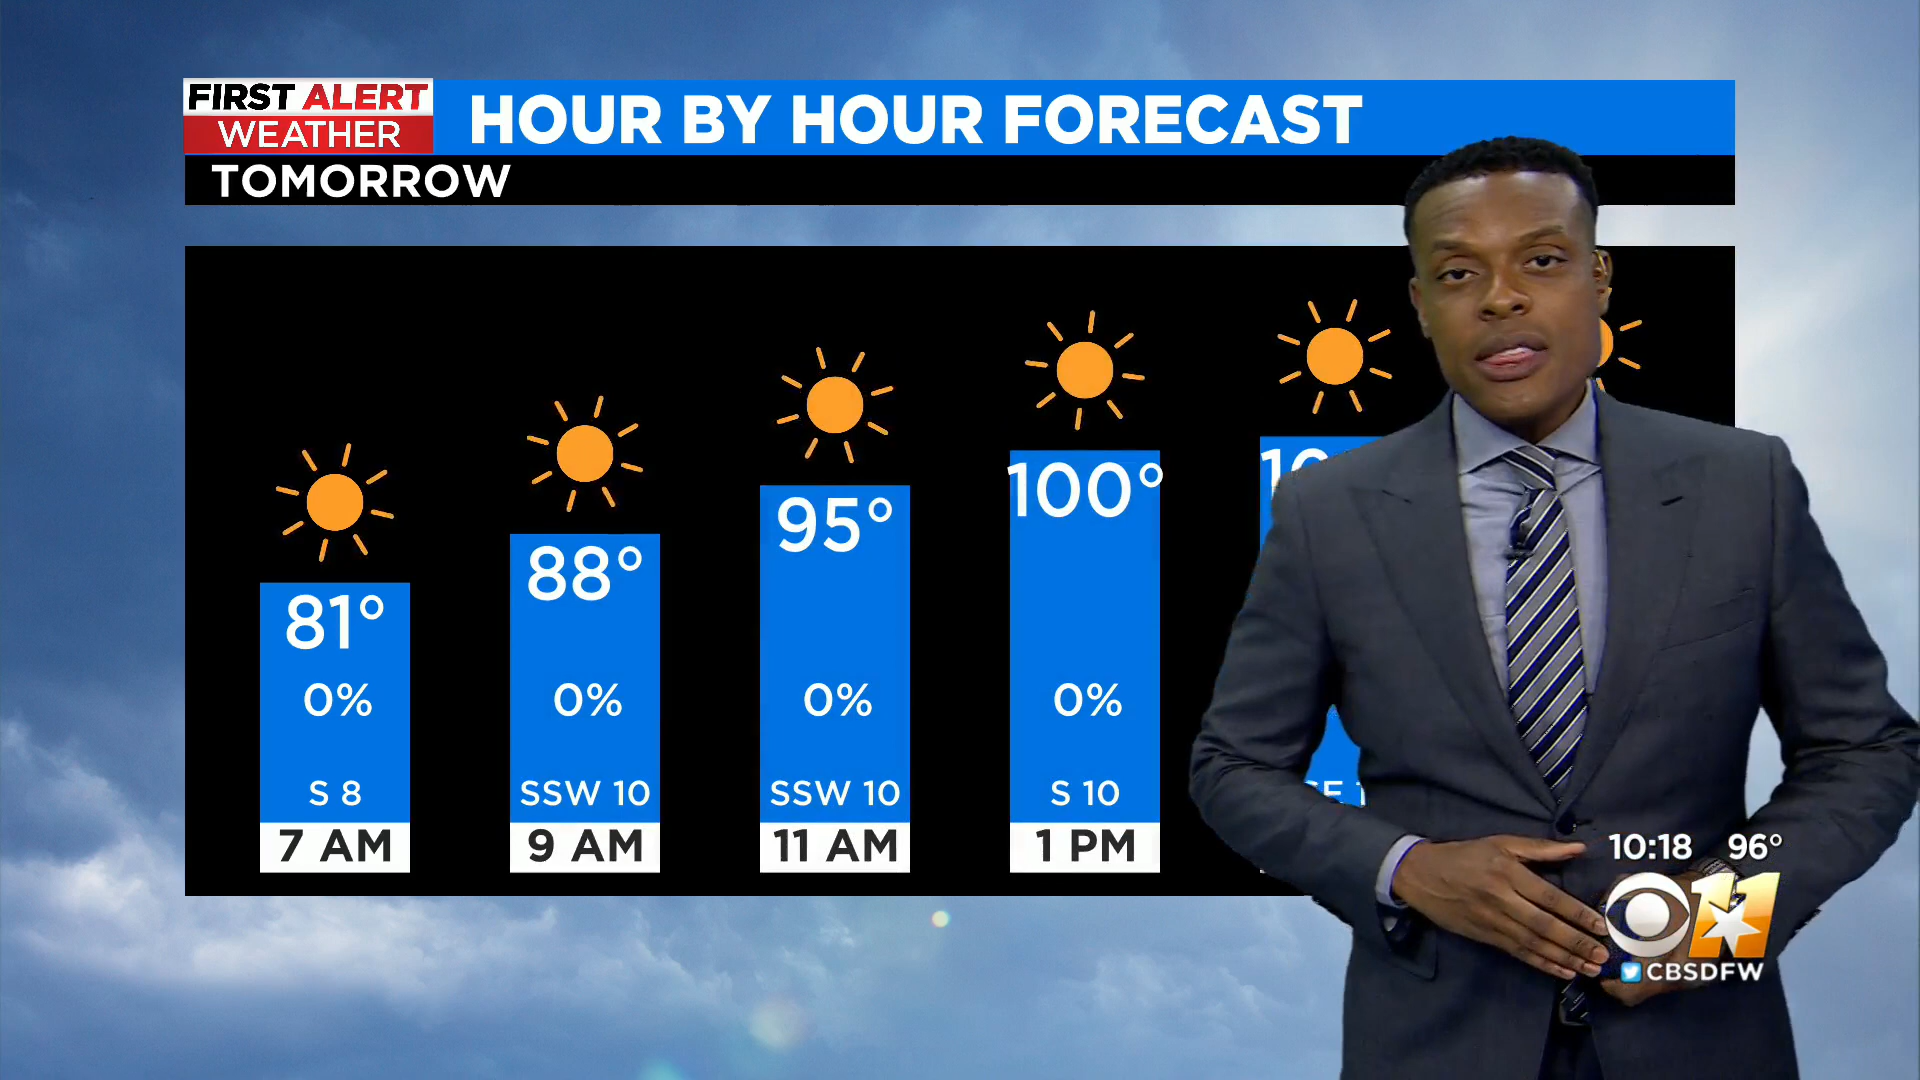 FIRST ALERT
WEATHER
HOUR BY HOUR FORECAST
TOMORROW
81°
0%
S 8
7 AM
88°
0%
SSW 10
9 AM
95°
0%
SSW 10
11 AM
100°
0%
S 10
1 PM
10:18 96°
11
CBSDFW